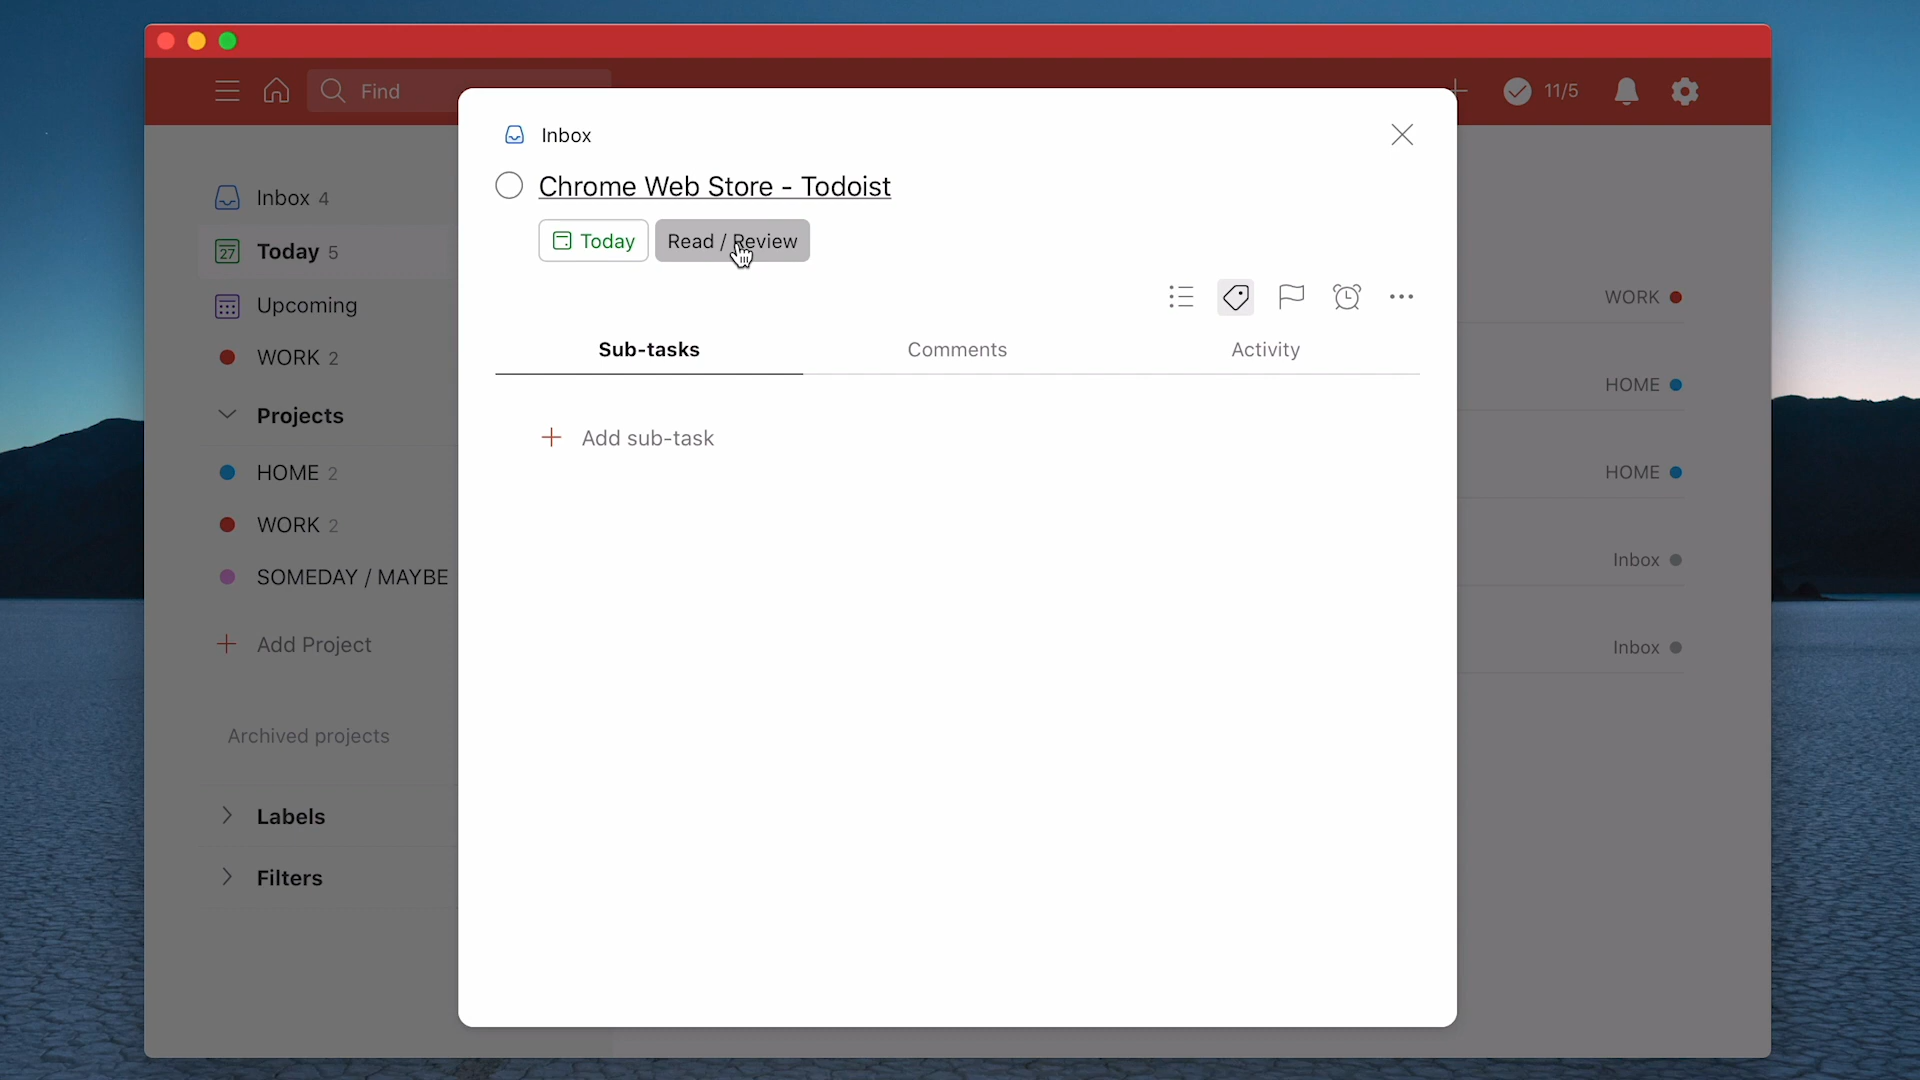 Find
11/5
Inbox 4
27
Today 5
Upcoming
WORK 2
Projects
HOME 2
WORK 2
SOMEDAY / MAYBE
Add Project
Archived projects
Labels
Filters
Inbox
Chrome Web Store - Todoist
Today
Read / Review
Sub-tasks
Comments
Activity
Add sub-task
WORK
HOME
HOME
Inbox
Inbox